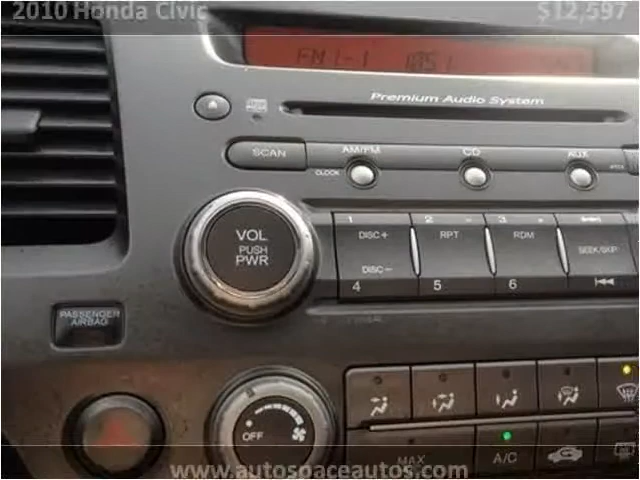 2010 Honda Civic $12,597
FM1-1 105.1
Premium Audio System
SCAN AM/FM CD AUX
CLOCK
1 2 3
DISC+ RPT RDM SEEK/SKIP
DISC-
4 5 6
VOL
PUSH
PWR
PASSENGER
AIRBAG
OFF
MAX A/C
www.autospaceautos.com